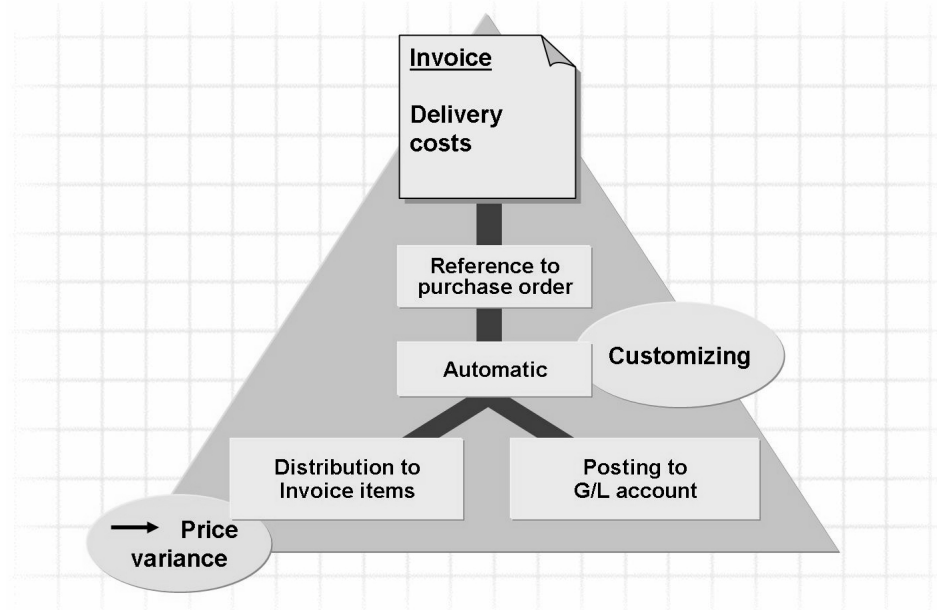 Invoice
Delivery
costs
Reference to
purchase order
Automatic
Customizing
Distribution to
Invoice items
Posting to
G/L account
Price
variance